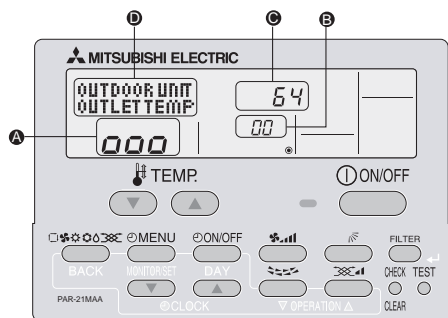 D C B
MITSUBISHI ELECTRIC
OUTDOOR UNIT
OUTLET TEMP
64
00
A
000
TEMP. ON/OFF
MENU ON/OFF FILTER
BACK MONITOR/SET DAY CHECK TEST
PAR-21MAA
CLOCK OPERATION CLEAR